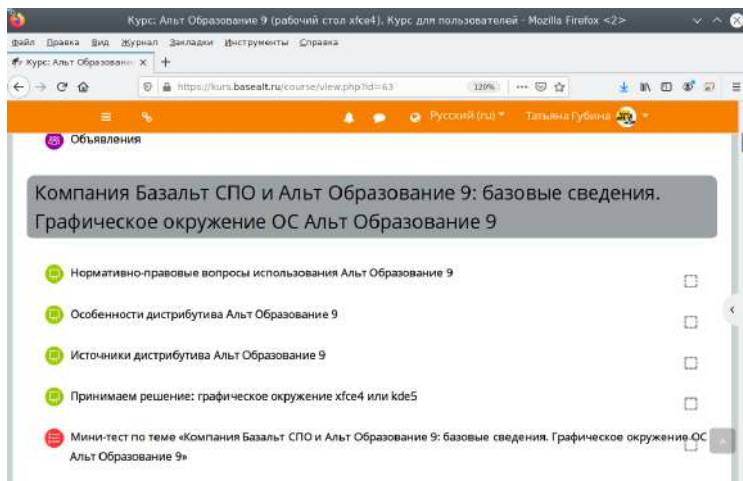 Курс: Альт Образование 9 (рабочий стол xfce4). Курс для пользователей - Mozilla Firefox <2>
Файл Правка Вид Журнал Закладки Инструменты Справка
Курс: Альт Образовани
https://kurs.basealt.ru/course/view.php?id=63 120%
Русский (ru) Татьяна Губина
Объявления
Компания Базальт СПО и Альт Образование 9: базовые сведения.
Графическое окружение ОС Альт Образование 9
Нормативно-правовые вопросы использования Альт Образование 9
Особенности дистрибутива Альт Образование 9
Источники дистрибутива Альт Образование 9
Принимаем решение: графическое окружение xfce4 или kde5
Мини-тест по теме «Компания Базальт СПО и Альт Образование 9: базовые сведения. Графическое окружение ОС
Альт Образование 9»